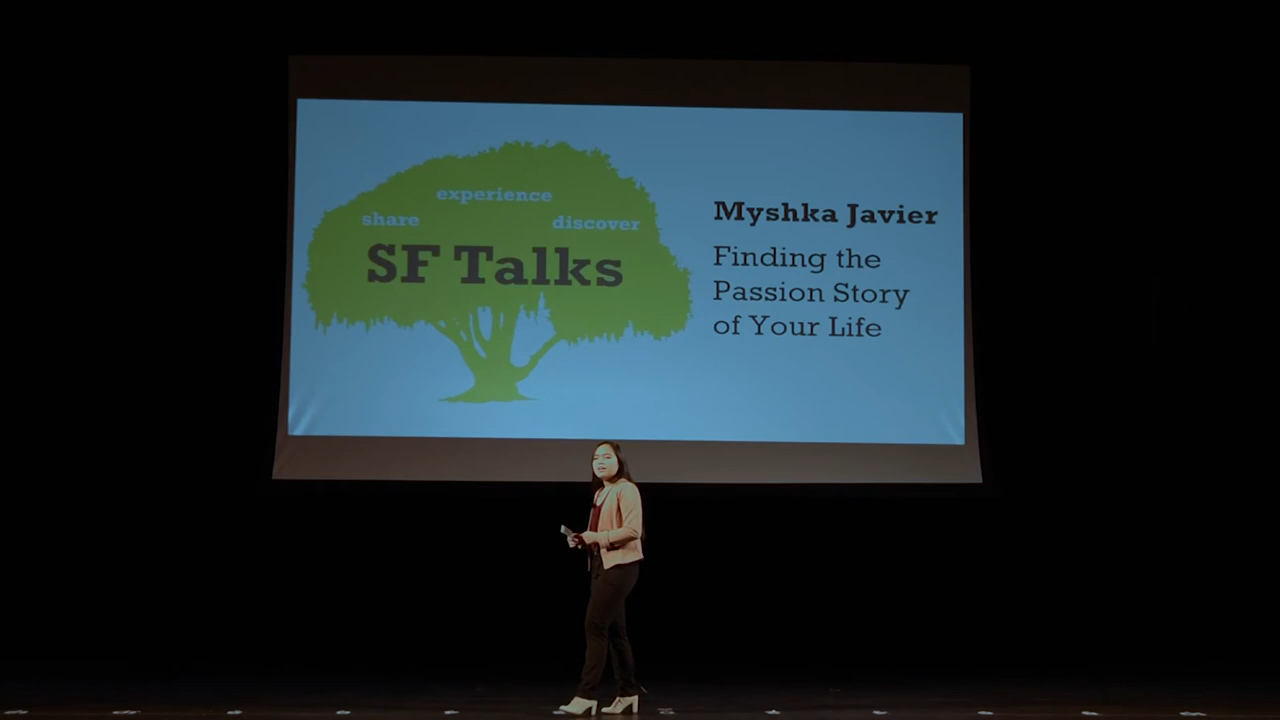 experience
share
discover
SF Talks
Myshka Javier
Finding the
Passion Story
of Your Life